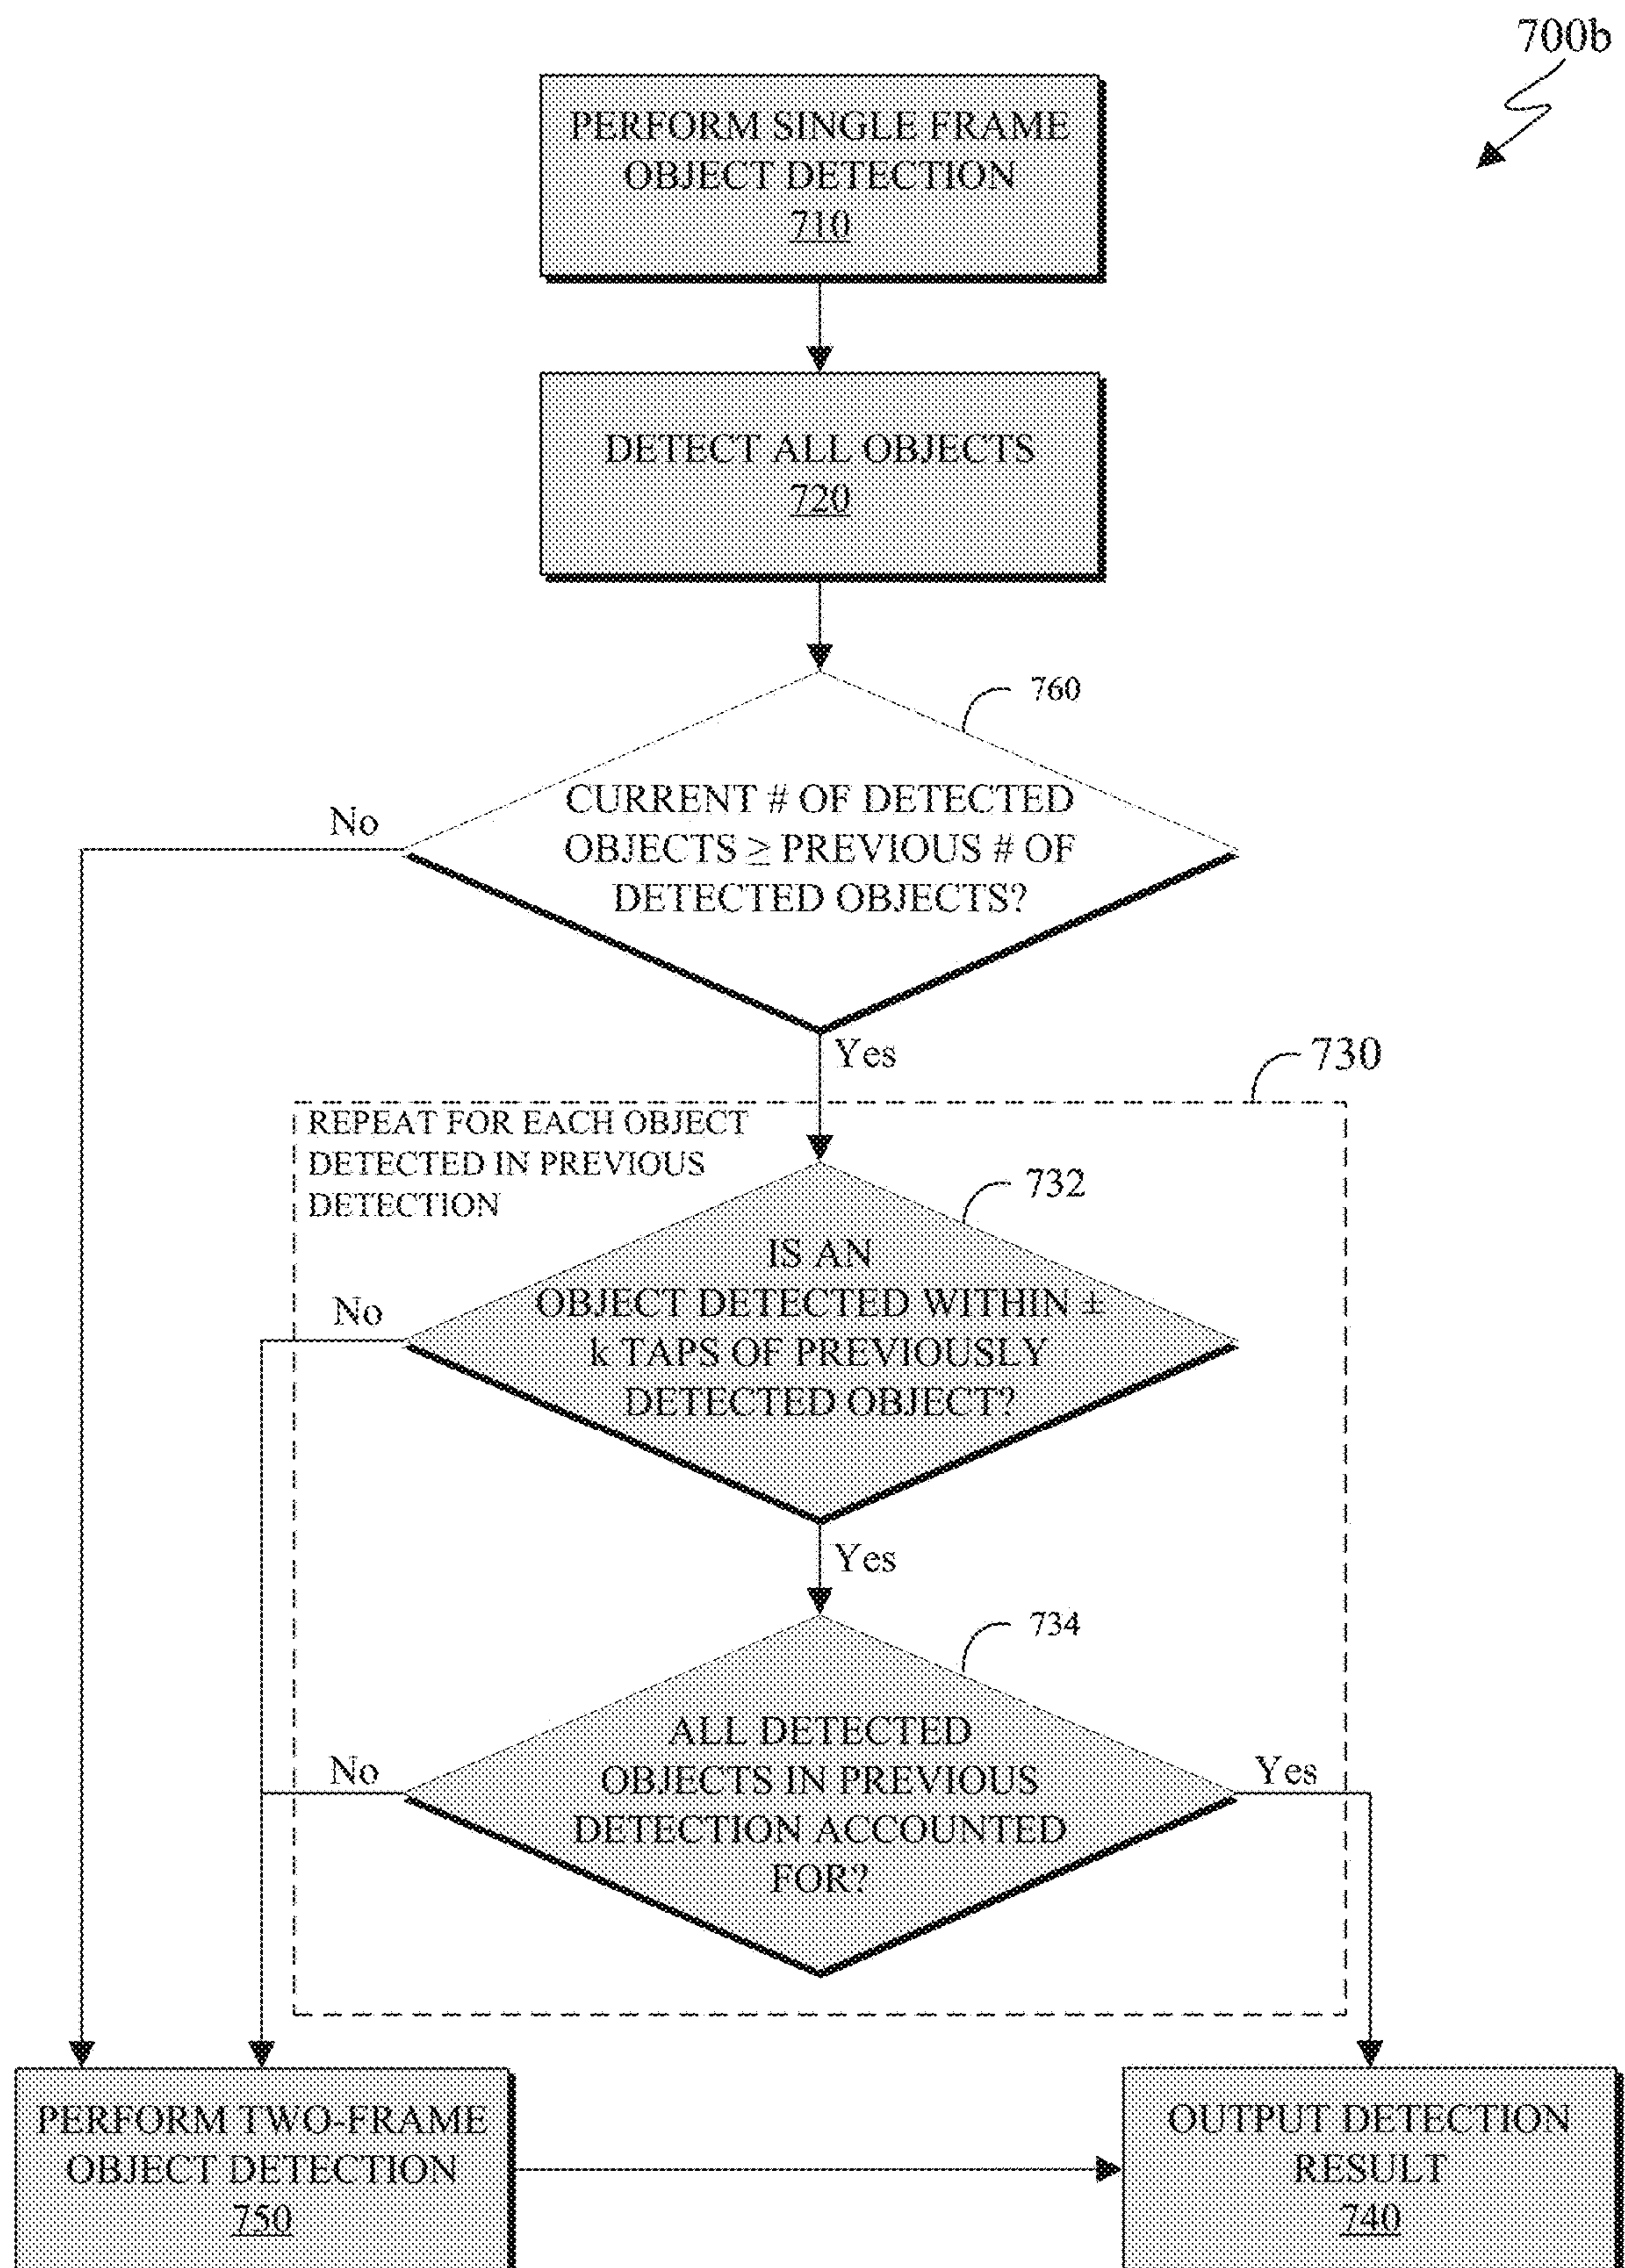 700b
PERFORM SINGLE FRAME
OBJECT DETECTION
710
DETECT ALL OBJECTS
720
760
CURRENT # OF DETECTED
OBJECTS ≥ PREVIOUS # OF
DETECTED OBJECTS?
No
Yes
730
REPEAT FOR EACH OBJECT
DETECTED IN PREVIOUS
DETECTION
732
IS AN
OBJECT DETECTED WITHIN ±
k TAPS OF PREVIOUSLY
DETECTED OBJECT?
No
Yes
734
ALL DETECTED
OBJECTS IN PREVIOUS
DETECTION ACCOUNTED
FOR?
No
Yes
PERFORM TWO-FRAME
OBJECT DETECTION
750
OUTPUT DETECTION
RESULT
740